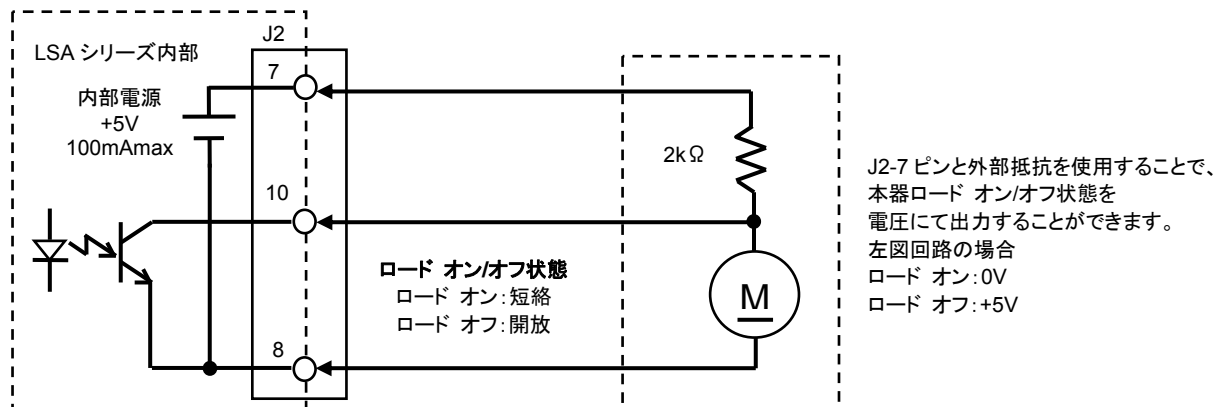 J2
LSA シリーズ内部
7
内部電源
+5V
100mAmax
2kΩ
10
ロード オン/オフ状態
ロード オン：短絡
ロード オフ：開放
M
8
J2-7 ピンと外部抵抗を使用することで、
本器ロード オン/オフ状態を
電圧にて出力することができます。
左図回路の場合
ロード オン：0V
ロード オフ：+5V